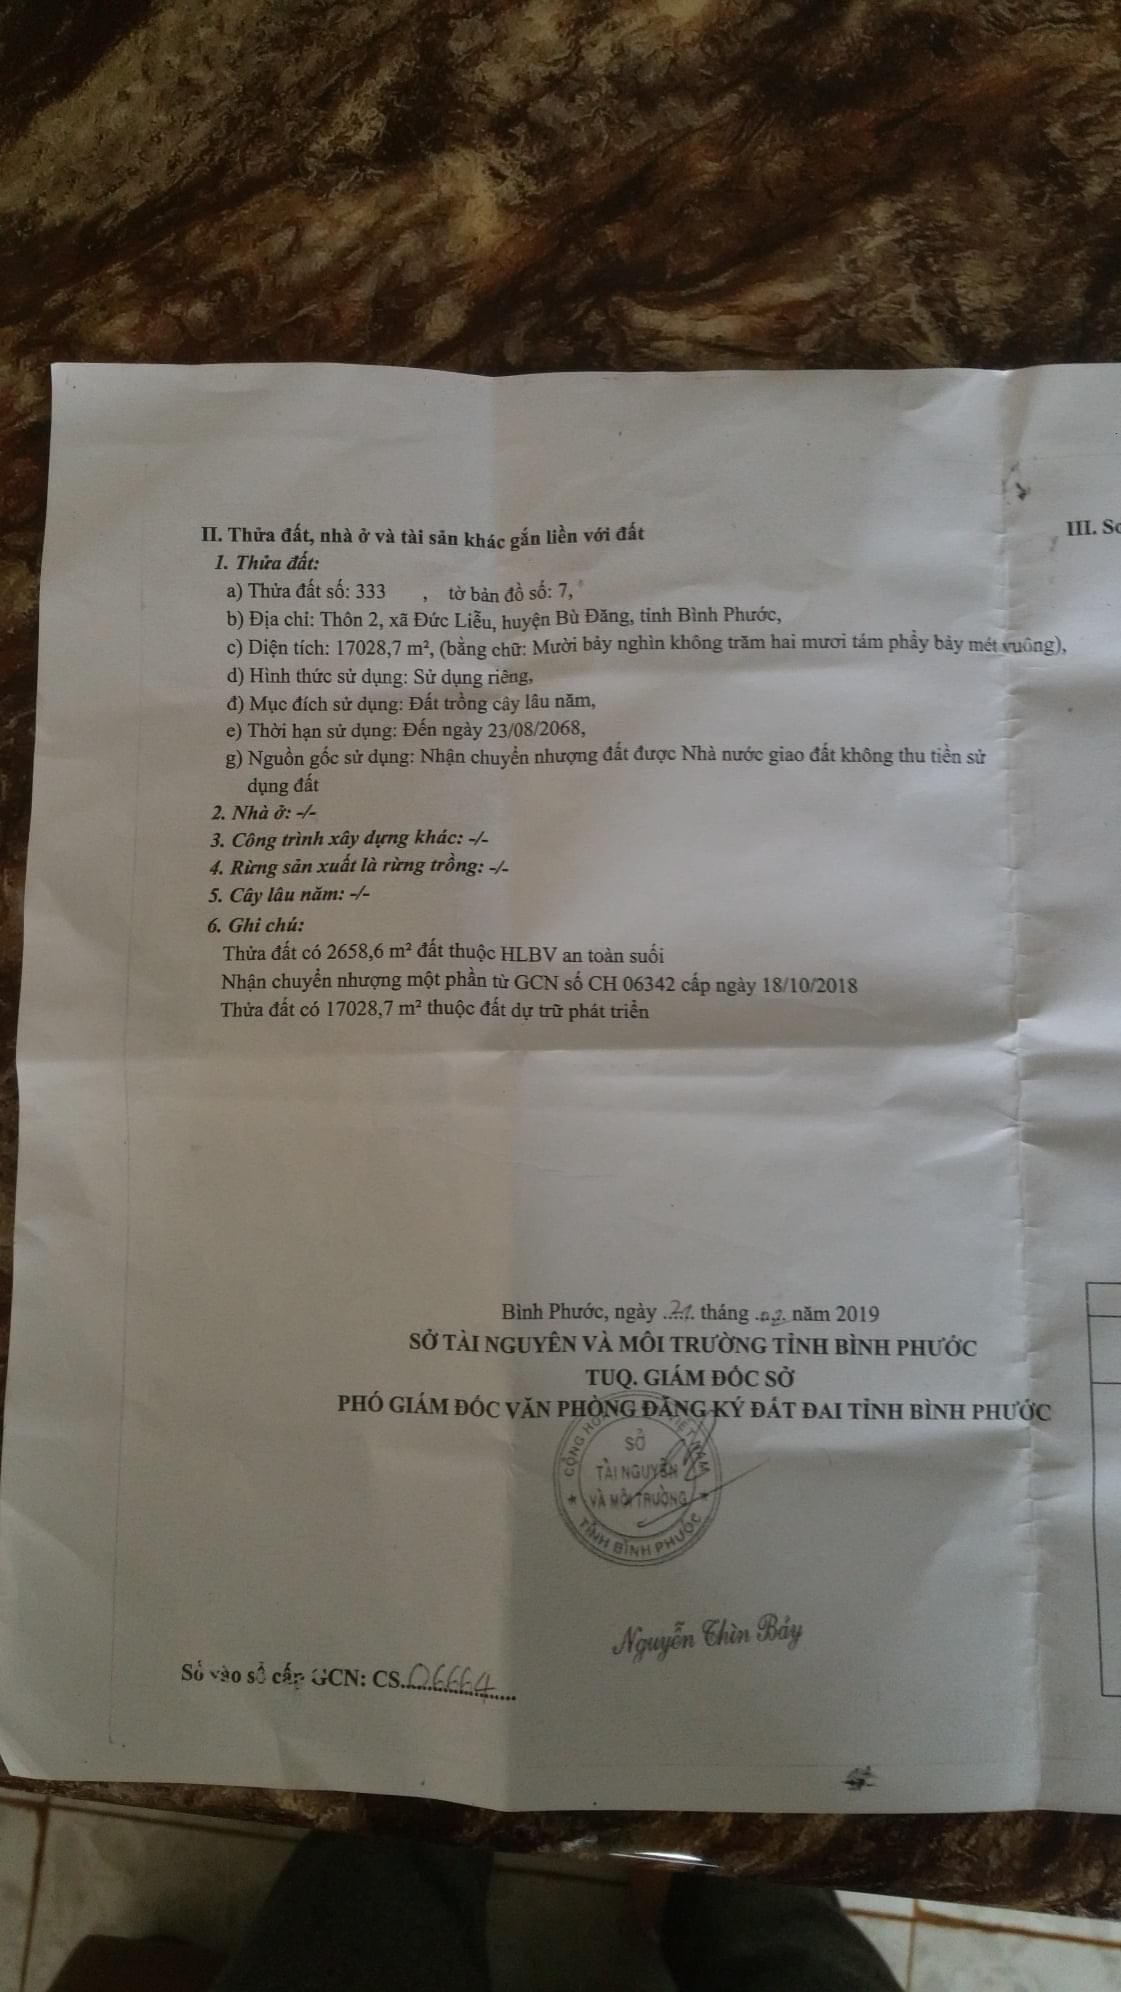 II. Thửa đất, nhà ở và tài sản khác gắn liền với đất
III. Sơ
1. Thửa đất:
a) Thửa đất số: 333 , tờ bản đồ số: 7,
b) Địa chỉ: Thôn 2, xã Đức Liễu, huyện Bù Đăng, tỉnh Bình Phước,
c) Diện tích: 17028,7 m², (bằng chữ: Mười bảy nghìn không trăm hai mươi tám phẩy bảy mét vuông),
d) Hình thức sử dụng: Sử dụng riêng,
đ) Mục đích sử dụng: Đất trồng cây lâu năm,
e) Thời hạn sử dụng: Đến ngày 23/08/2068,
g) Nguồn gốc sử dụng: Nhận chuyển nhượng đất được Nhà nước giao đất không thu tiền sử
dụng đất
2. Nhà ở: -/-
3. Công trình xây dựng khác: -/-
4. Rừng sản xuất là rừng trồng: -/-
5. Cây lâu năm: -/-
6. Ghi chú:
Thửa đất có 2658,6 m² đất thuộc HLBV an toàn suối
Nhận chuyển nhượng một phần từ GCN số CH 06342 cấp ngày 18/10/2018
Thửa đất có 17028,7 m² thuộc đất dự trữ phát triển
Bình Phước, ngày 21 tháng năm 2019
SỞ TÀI NGUYÊN VÀ MÔI TRƯỜNG TỈNH BÌNH PHƯỚC
TUQ. GIÁM ĐỐC SỞ
PHÓ GIÁM ĐỐC VĂN PHÒNG ĐĂNG KÝ ĐẤT ĐAI TỈNH BÌNH PHƯỚC
CỘNG VIỆT NAM
SỞ
TÀI NGUYÊN
VÀ MÔI TRƯỜNG
TỈNH BÌNH PHƯỚC
Nguyễn Thìn Bảy
Số vào sổ cấp GCN: CS 06664